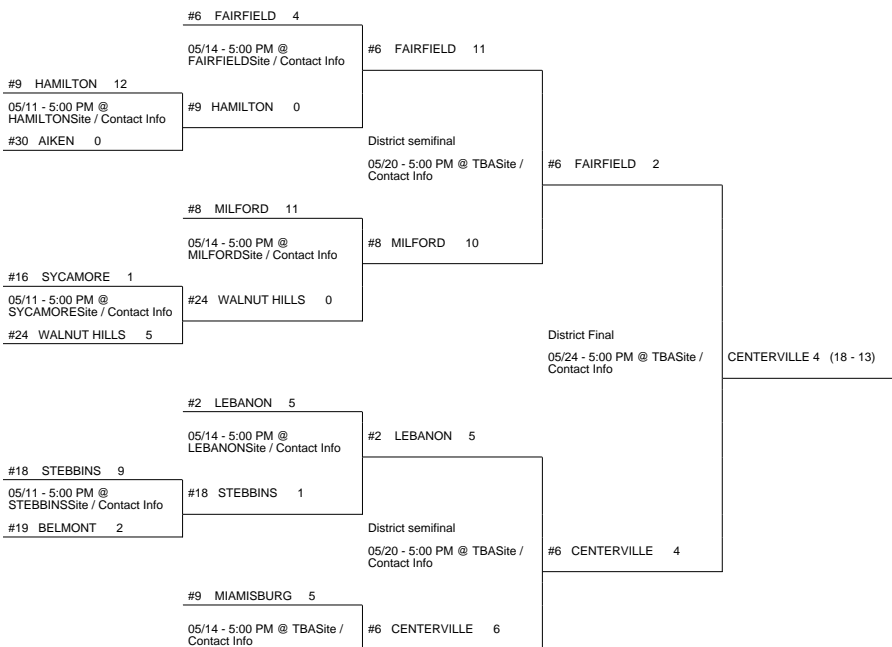 #6 FAIRFIELD 4
05/14 - 5:00 PM @
FAIRFIELDSite / Contact Info
#6 FAIRFIELD 11
#9 HAMILTON 12
05/11 - 5:00 PM @
HAMILTONSite / Contact Info
#9 HAMILTON 0
#30 AIKEN 0
District semifinal
05/20 - 5:00 PM @ TBASite /
Contact Info
#6 FAIRFIELD 2
#8 MILFORD 11
05/14 - 5:00 PM @
MILFORDSite / Contact Info
#8 MILFORD 10
#16 SYCAMORE 1
05/11 - 5:00 PM @
SYCAMORESite / Contact Info
#24 WALNUT HILLS 0
#24 WALNUT HILLS 5
District Final
05/24 - 5:00 PM @ TBASite /
Contact Info
CENTERVILLE 4 (18 - 13)
#2 LEBANON 5
05/14 - 5:00 PM @
LEBANONSite / Contact Info
#2 LEBANON 5
#18 STEBBINS 9
05/11 - 5:00 PM @
STEBBINSSite / Contact Info
#18 STEBBINS 1
#19 BELMONT 2
District semifinal
05/20 - 5:00 PM @ TBASite /
Contact Info
#6 CENTERVILLE 4
#9 MIAMISBURG 5
05/14 - 5:00 PM @ TBASite /
Contact Info
#6 CENTERVILLE 6